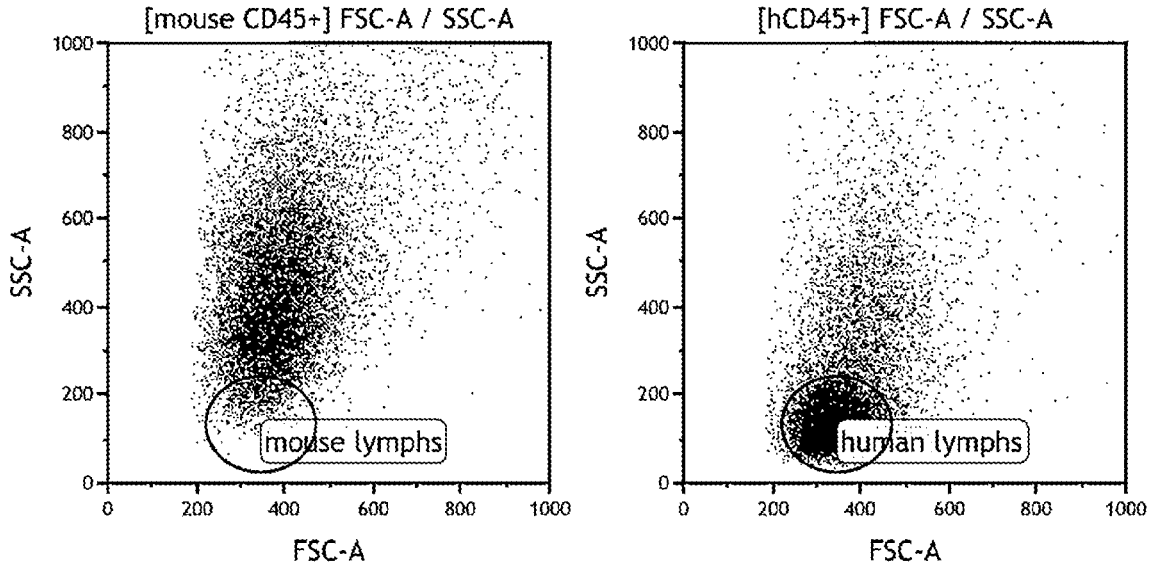 [mouse CD45+] FSC-A / SSC-A
1000
800
600
400
200
0
SSC-A
mouse lymphs
0 200 400 600 800 1000
FSC-A
[hCD45+] FSC-A / SSC-A
1000
800
600
400
200
0
SSC-A
human lymphs
0 200 400 600 800 1000
FSC-A